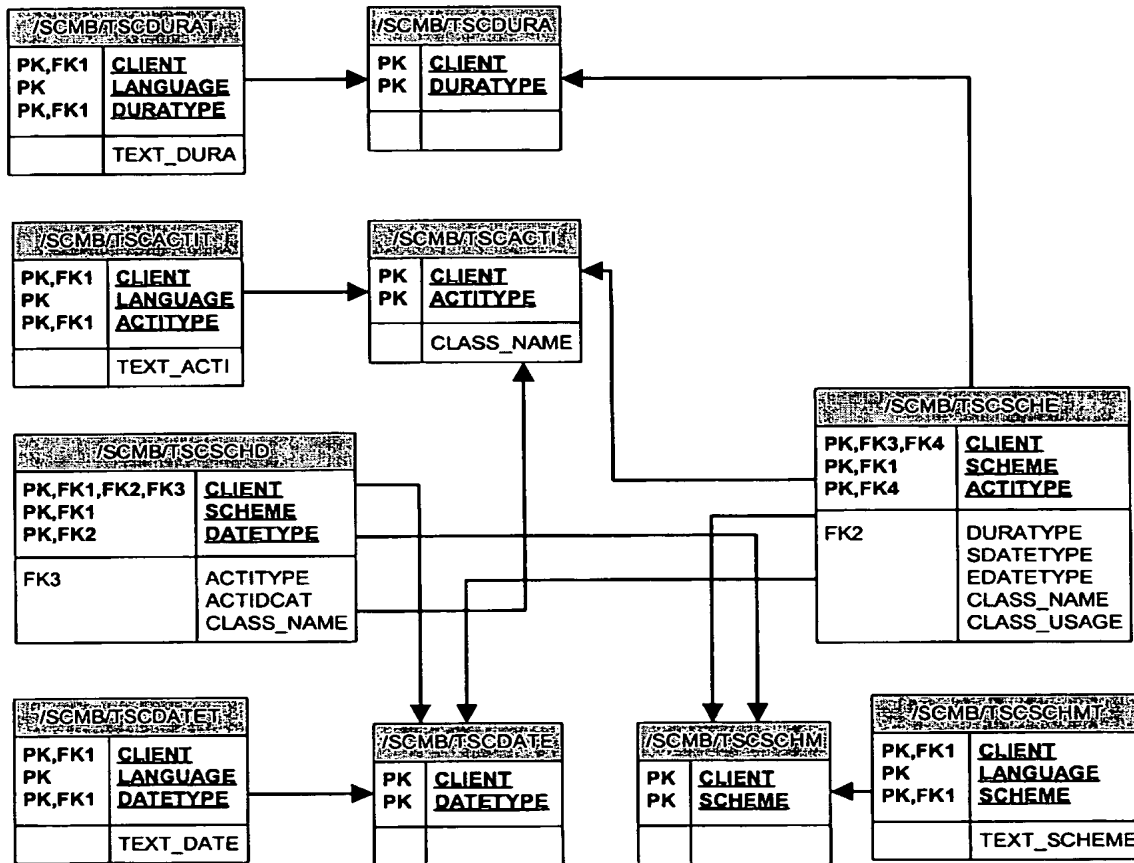 /SCMB/TSCDURAT
PK,FK1 CLIENT
PK LANGUAGE
PK,FK1 DURATYPE
TEXT_DURA
/SCMB/TSCDURA
PK CLIENT
PK DURATYPE
/SCMB/TSCACTIT
PK,FK1 CLIENT
PK LANGUAGE
PK,FK1 ACTITYPE
TEXT_ACTI
/SCMB/TSCACTI
PK CLIENT
PK ACTITYPE
CLASS_NAME
/SCMB/TSCSCHD
PK,FK1,FK2,FK3 CLIENT
PK,FK1 SCHEME
PK,FK2 DATETYPE
FK3 ACTITYPE
ACTIDCAT
CLASS_NAME
/SCMB/TSCSCHE
PK,FK3,FK4 CLIENT
PK,FK1 SCHEME
PK,FK4 ACTITYPE
FK2 DURATYPE
SDATETYPE
EDATETYPE
CLASS_NAME
CLASS_USAGE
/SCMB/TSCDATET
PK,FK1 CLIENT
PK LANGUAGE
PK,FK1 DATETYPE
TEXT_DATE
/SCMB/TSCDATE
PK CLIENT
PK DATETYPE
/SCMB/TSCSCHM
PK CLIENT
PK SCHEME
/SCMB/TSCSCHMT
PK,FK1 CLIENT
PK LANGUAGE
PK,FK1 SCHEME
TEXT_SCHEME